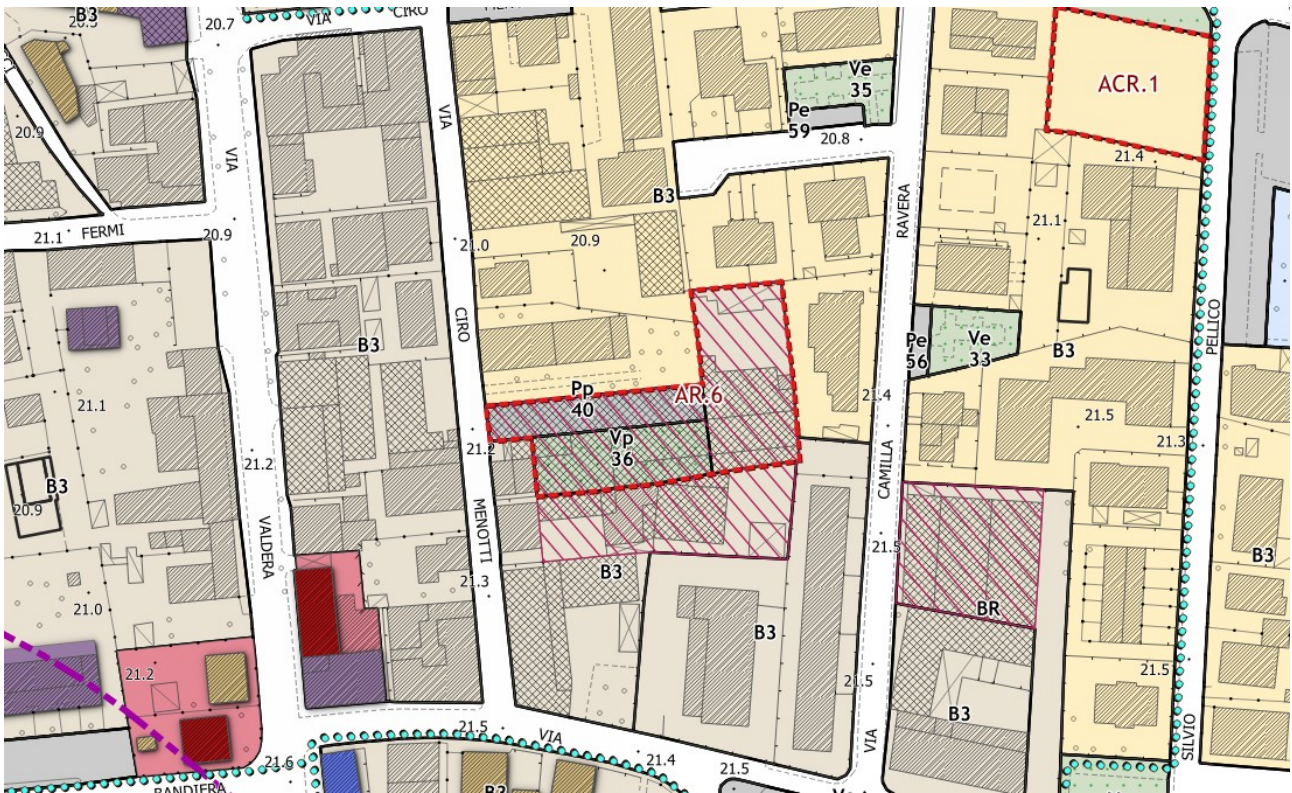 B3
20.3
20.7
VIA
CIRO
Ve
35
Pe
59
20.8
ACR.1
21.4
20.9
VIA
VIA
B3
RAVERA
21.1
FERMI
20.9
21.0
20.9
21.1
CIRO
B3
Pe
56
Ve
33
B3
PELLICO
21.1
Pp
40
AR.6
21.4
21.5
21.3
21.2
21.2
Vp
36
CAMILLA
B3
20.9
VALDERA
MENOTTI
21.5
B3
21.3
B3
21.0
BR
B3
21.2
21.5
21.5
B3
SILVIO
21.5
VIA
VIA
21.6
21.4
21.5
BANDIERA
B3